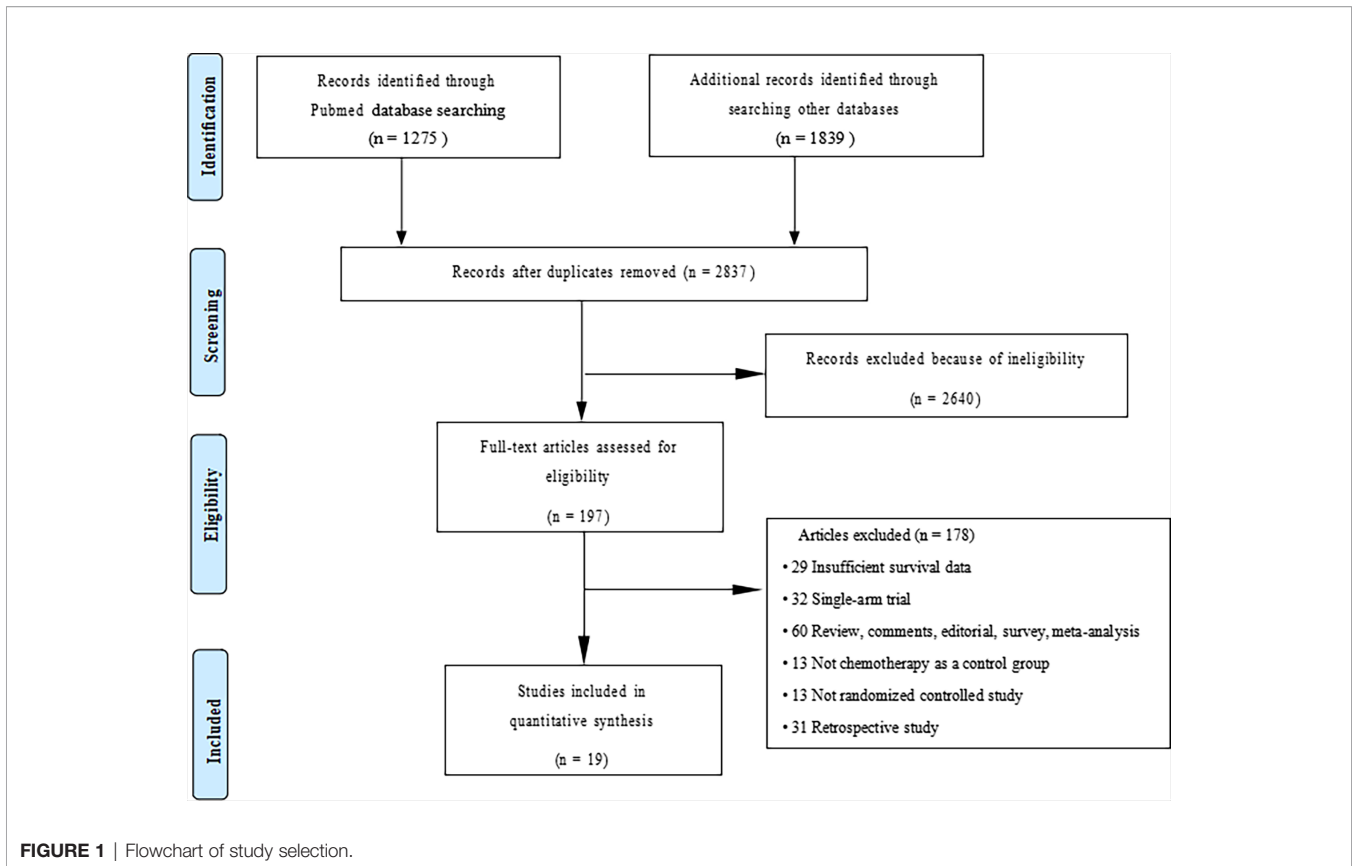 Identification
Records identified through
Pubmed database searching
(n = 1275 )
Additional records identified through
searching other databases
(n = 1839 )
Screening
Records after duplicates removed (n = 2837 )
Records excluded because of ineligibility
(n = 2640)
Eligibility
Full-text articles assessed for
eligibility
(n = 197)
Articles excluded (n = 178)
• 29 Insufficient survival data
• 32 Single-arm trial
• 60 Review, comments, editorial, survey, meta-analysis
• 13 Not chemotherapy as a control group
• 13 Not randomized controlled study
• 31 Retrospective study
Included
Studies included in
quantitative synthesis
(n = 19)
FIGURE 1 | Flowchart of study selection.